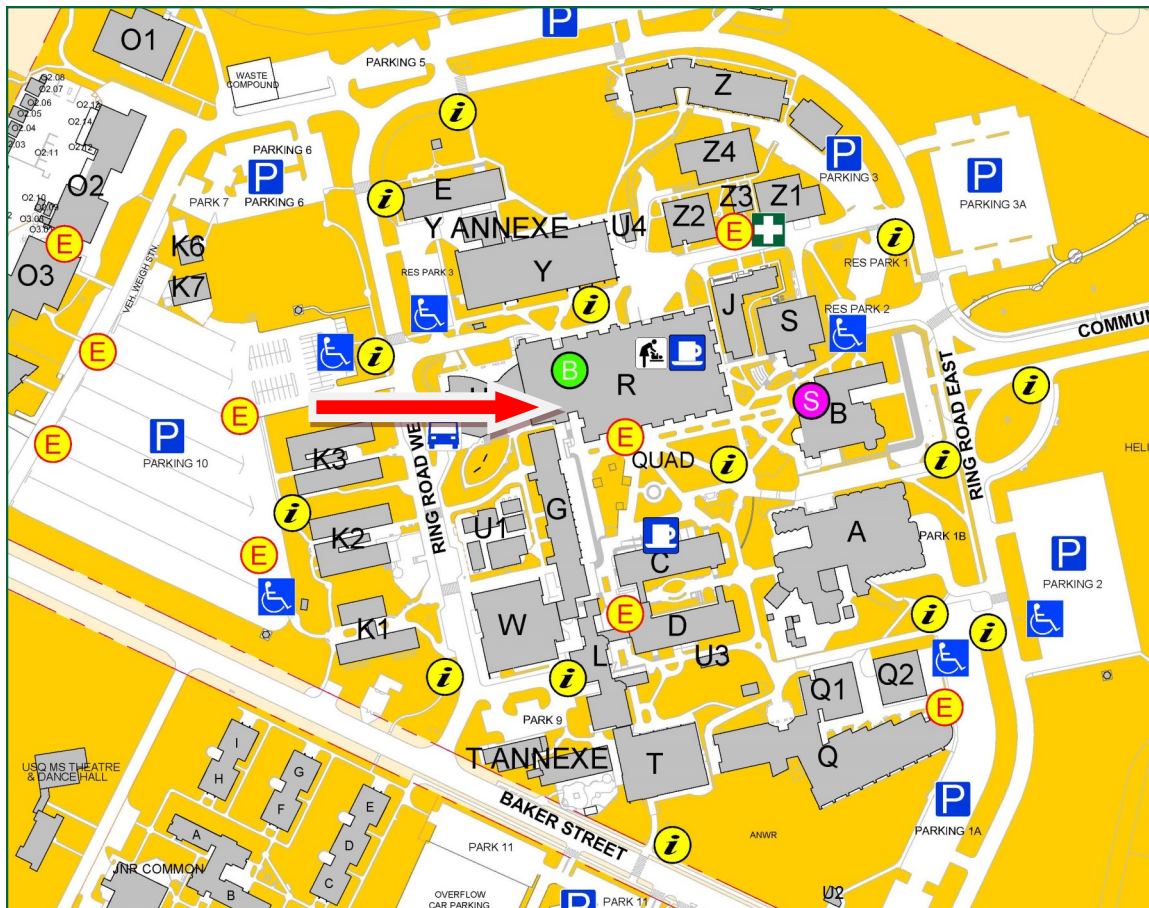 O1
P
PARKING 5
WASTE
COMPOUND
Z
O2.08
O2.07
O2.06
O2.05
O2.04
O2.13
O2.14
O2.11
i
PARKING 6
P
PARKING 6
PARK 7
Z4
P
PARKING 3
P
PARKING 3A
O2
O2.10
E
i
Z3
Z1
Z2
E
Y ANNEXE
U4
i
RES PARK 1
K6
E
O3
VEH. WEIGH STN.
K7
RES PARK 3
Y
i
J
S
RES PARK 2
COMMUN
E
i
B
R
RING ROAD EAST
i
S
B
E
RING ROAD WE
E
E
P
PARKING 10
K3
QUAD
i
i
HELI
G
i
K2
U1
C
A
PARK 1B
P
PARKING 2
E
K1
W
E
D
L
U3
i
i
i
i
Q1
Q2
E
PARK 9
T ANNEXE
T
Q
USQ MS THEATRE
& DANCE HALL
I
H
G
F
E
D
C
A
B
JNR COMMON
BAKER STREET
PARK 11
i
ANWR
P
PARKING 1A
OVERFLOW
CAR PARKING
P
PARK 11
U2